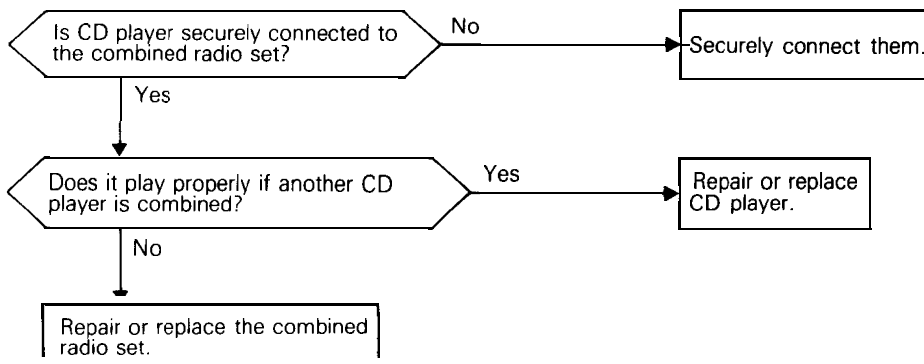 Is CD player securely connected to
the combined radio set?
No
Securely connect them.
Yes
Does it play properly if another CD
player is combined?
Yes
Repair or replace
CD player.
No
Repair or replace the combined
radio set.